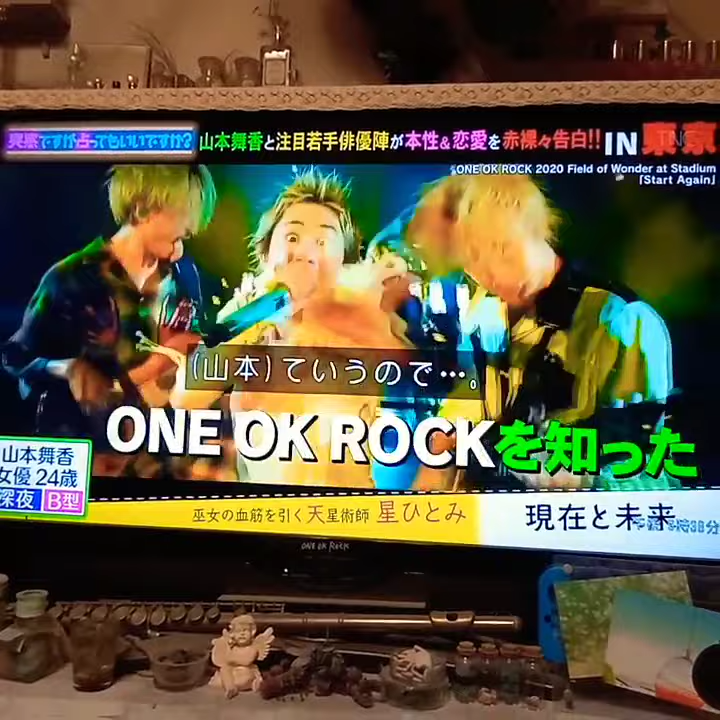 突然ですが占ってもいいですか?
山本舞香と注目若手俳優陣が本性&恋愛を赤裸々告白!! IN 東京
ONE OK ROCK 2020 Field of Wonder at Stadium
「Start Again」
(山本)ていうので…。
ONE OK ROCKを知った
山本舞香
女優 24歳
深夜 B型
巫女の血筋を引く天星術師 星ひとみ
現在と未来
ONE OK ROCK